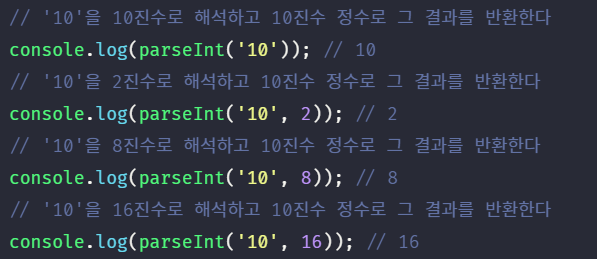 // '10'을 10진수로 해석하고 10진수 정수로 그 결과를 반환한다
console.log(parseInt('10')); // 10
// '10'을 2진수로 해석하고 10진수 정수로 그 결과를 반환한다
console.log(parseInt('10', 2)); // 2
// '10'을 8진수로 해석하고 10진수 정수로 그 결과를 반환한다
console.log(parseInt('10', 8)); // 8
// '10'을 16진수로 해석하고 10진수 정수로 그 결과를 반환한다
console.log(parseInt('10', 16)); // 16